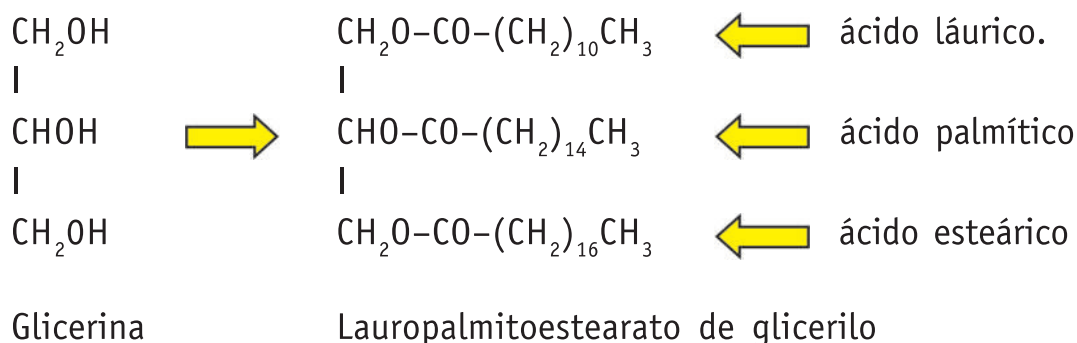 CH₂OH CH₂O–CO–(CH₂)₁₀CH₃ ácido láurico.
CHOH CHO–CO–(CH₂)₁₄CH₃ ácido palmítico
CH₂0H CH₂O–CO–(CH₂)₁₆CH₃ ácido esteárico
Glicerina Lauropalmitoestearato de glicerilo